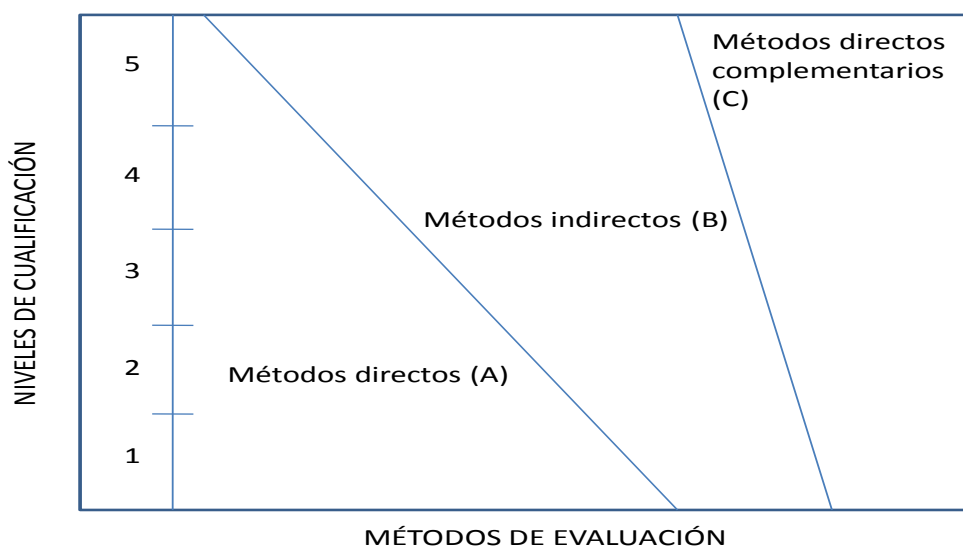 Métodos directos
complementarios
(C)
5
4
3
2
1
NIVELES DE CUALIFICACIÓN
Métodos indirectos (B)
Métodos directos (A)
MÉTODOS DE EVALUACIÓN